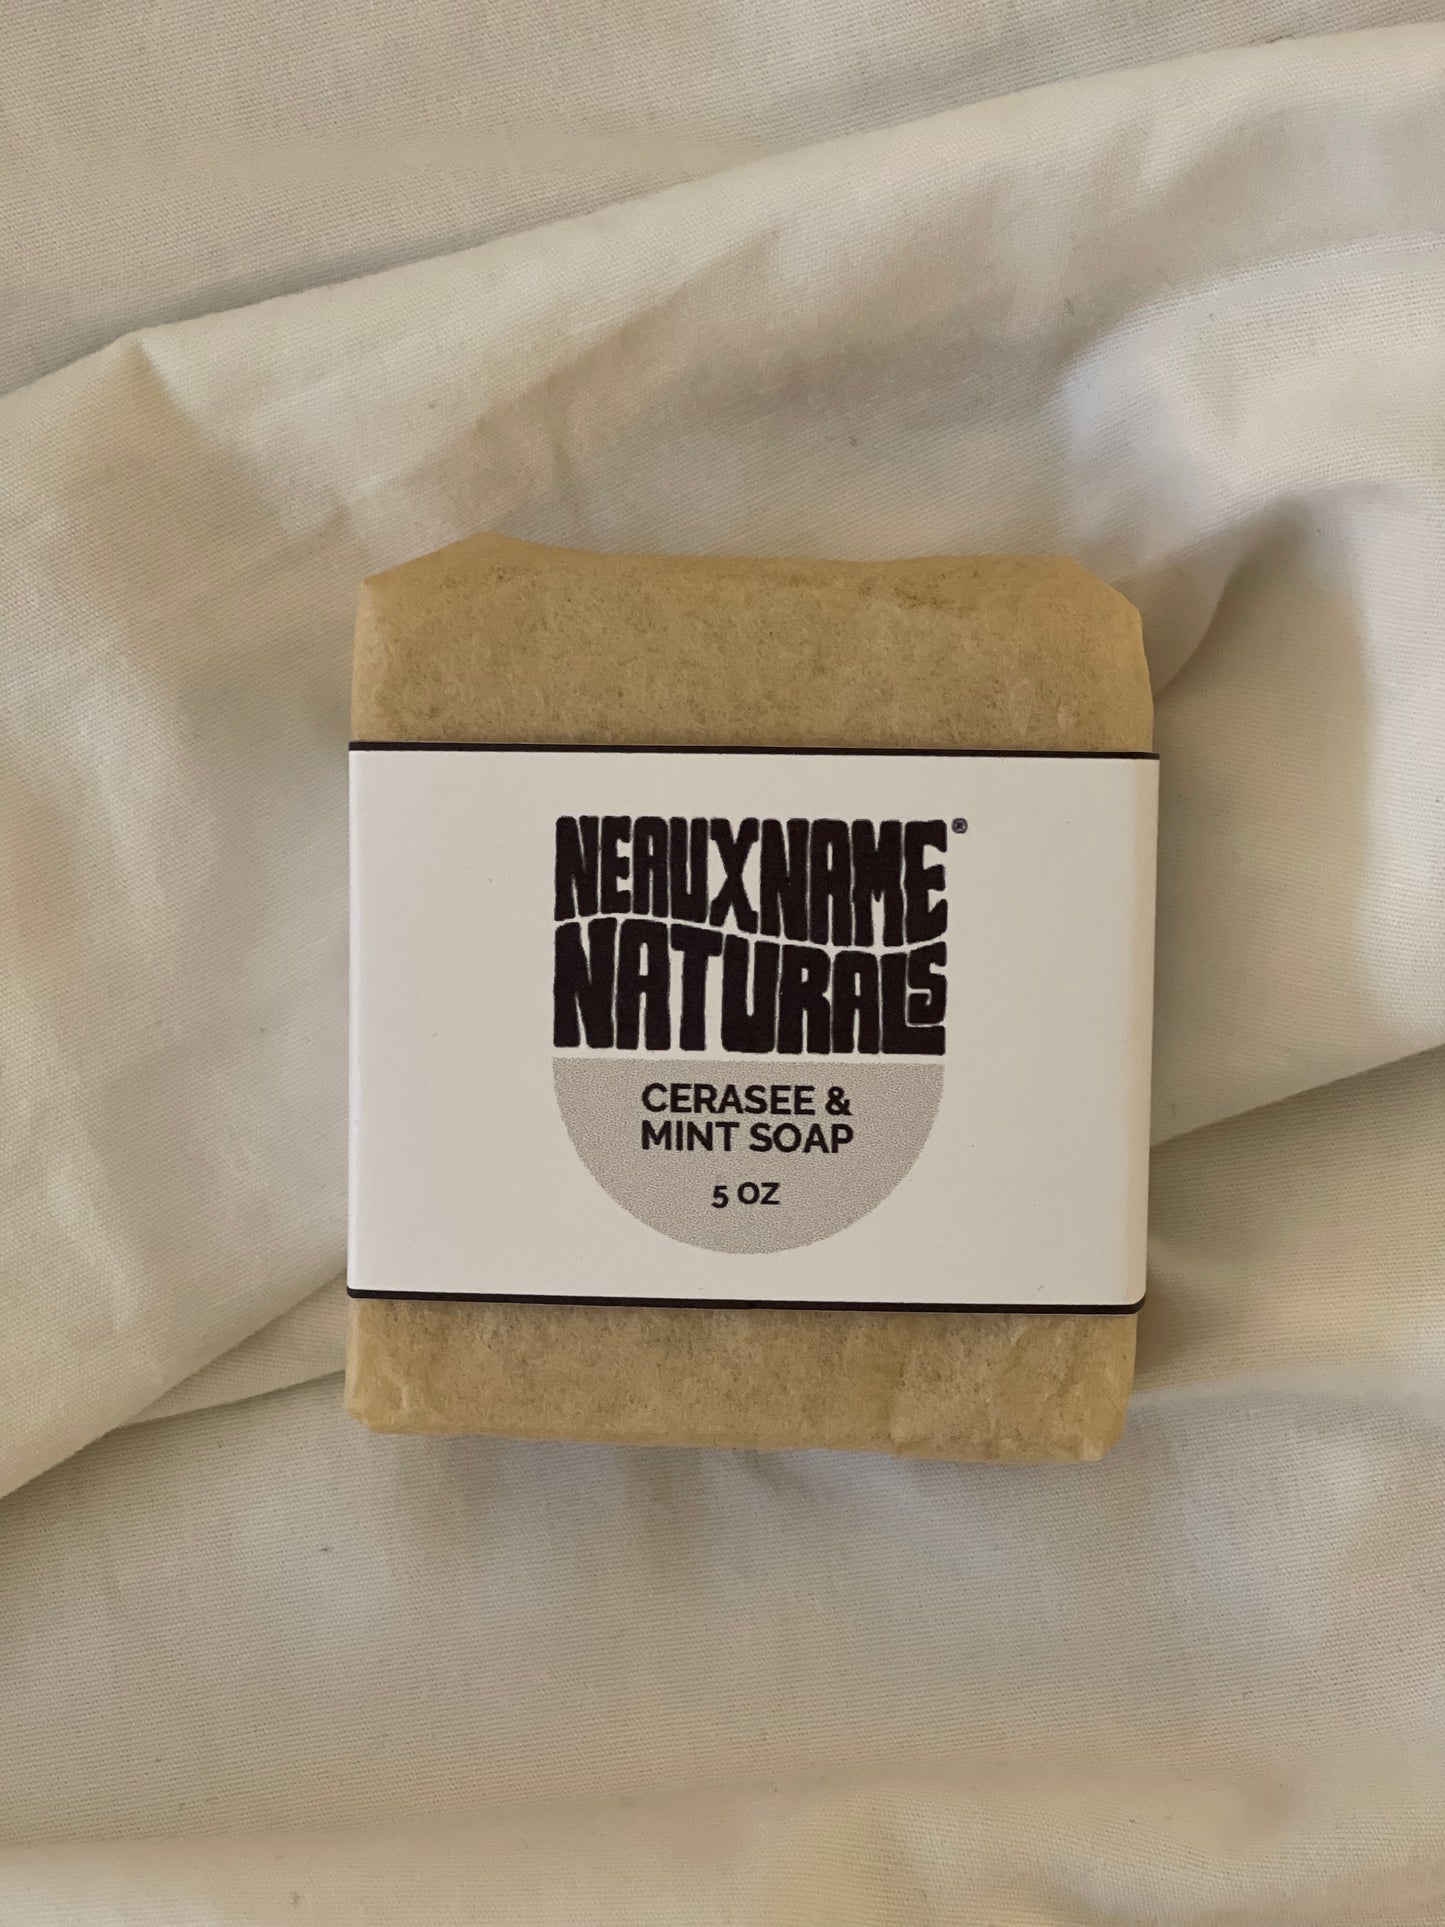 NEAUXNAME®
NATURALS
CERASEE &
MINT SOAP
5 OZ